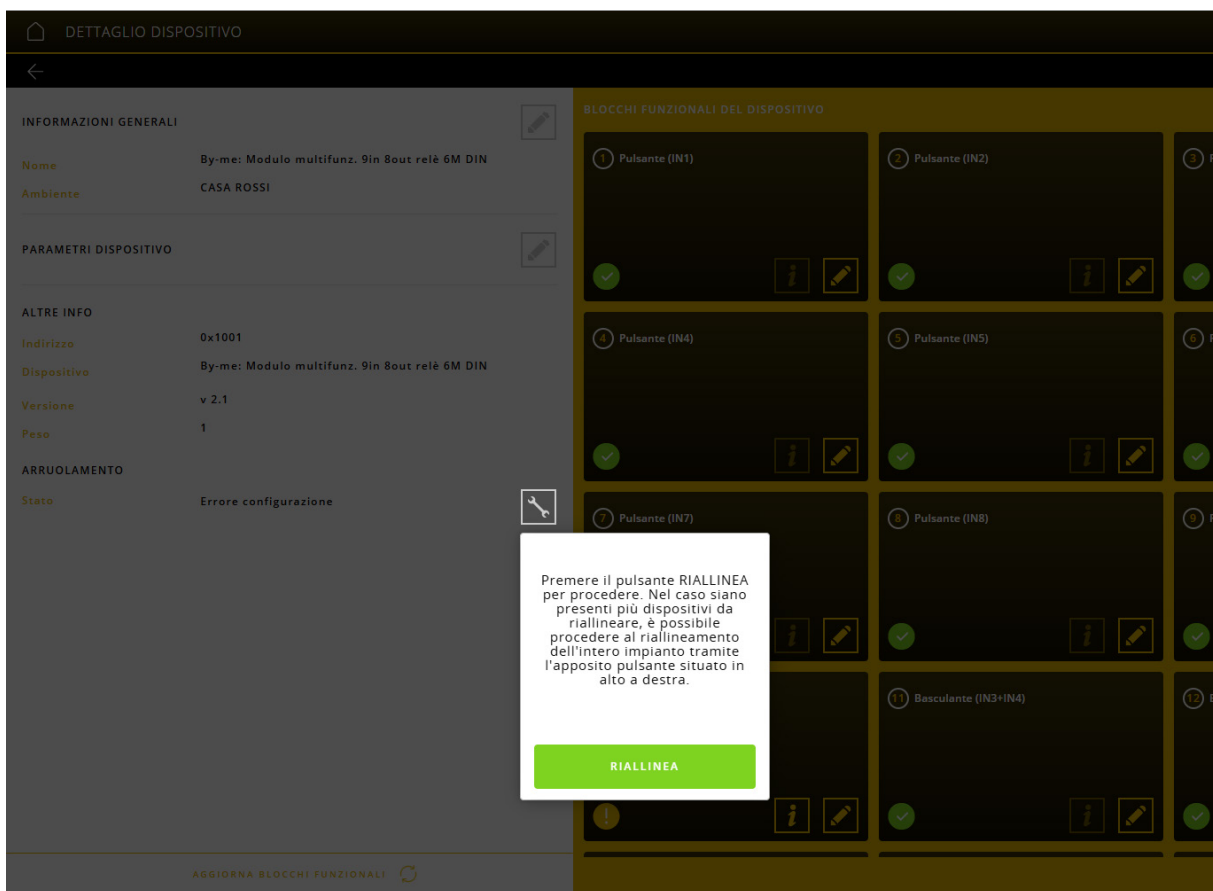 DETTAGLIO DISPOSITIVO
INFORMAZIONI GENERALI
Nome
By-me: Modulo multifunz. 9in 8out relè 6M DIN
Ambiente
CASA ROSSI
PARAMETRI DISPOSITIVO
ALTRE INFO
Indirizzo
0x1001
Dispositivo
By-me: Modulo multifunz. 9in 8out relè 6M DIN
Versione
v 2.1
Peso
1
ARRUOLAMENTO
Stato
Errore configurazione
Premere il pulsante RIALLINEA
per procedere. Nel caso siano
presenti più dispositivi da
riallineare, è possibile
procedere al riallineamento
dell'intero impianto tramite
l'apposito pulsante situato in
alto a destra.
RIALLINEA
AGGIORNA BLOCCHI FUNZIONALI
BLOCCHI FUNZIONALI DEL DISPOSITIVO
1 Pulsante (IN1)
2 Pulsante (IN2)
3
4 Pulsante (IN4)
5 Pulsante (IN5)
6
7 Pulsante (IN7)
8 Pulsante (IN8)
9
11 Basculante (IN3+IN4)
12